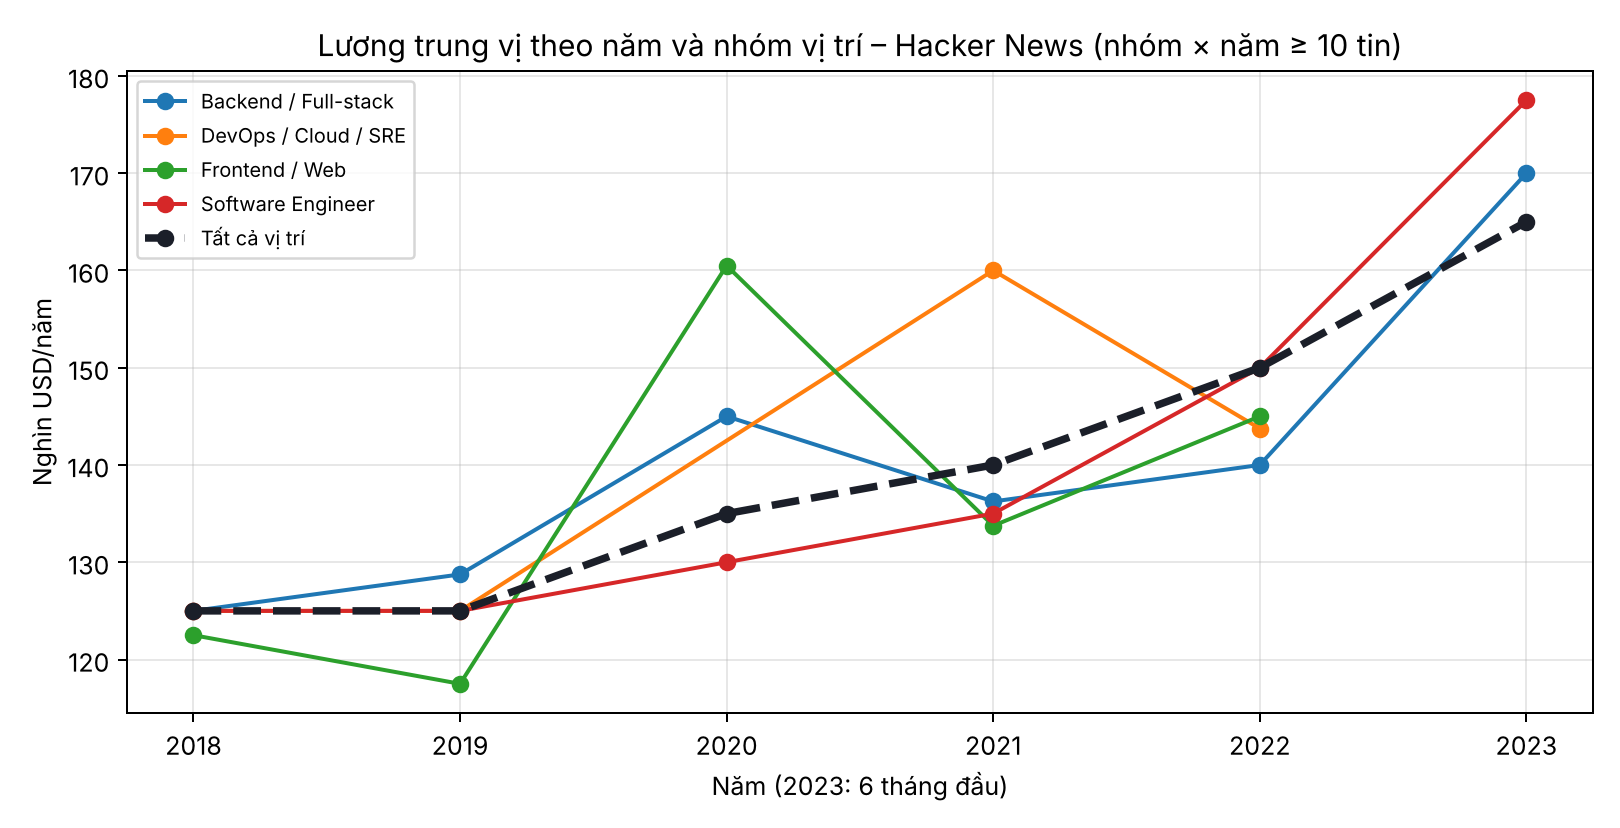 Lương trung vị theo năm và nhóm vị trí – Hacker News (nhóm × năm ≥ 10 tin)
Backend / Full-stack
DevOps / Cloud / SRE
Frontend / Web
Software Engineer
Tất cả vị trí
Nghìn USD/năm
180
170
160
150
140
130
120
2018 2019 2020 2021 2022 2023
Năm (2023: 6 tháng đầu)